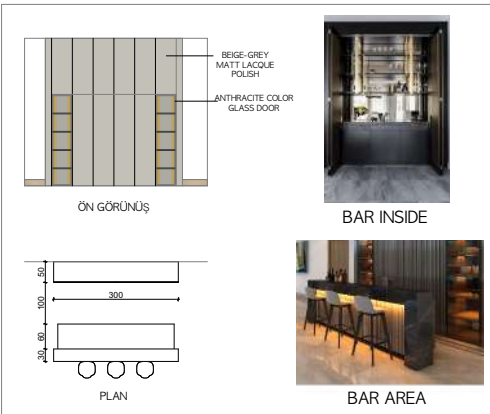 BEIGE-GREY
MATT LACQUE
POLISH
ANTHRACITE COLOR
GLASS DOOR
ÖN GÖRÜNÜŞ
BAR INSIDE
50
300
100
60
30
PLAN
BAR AREA